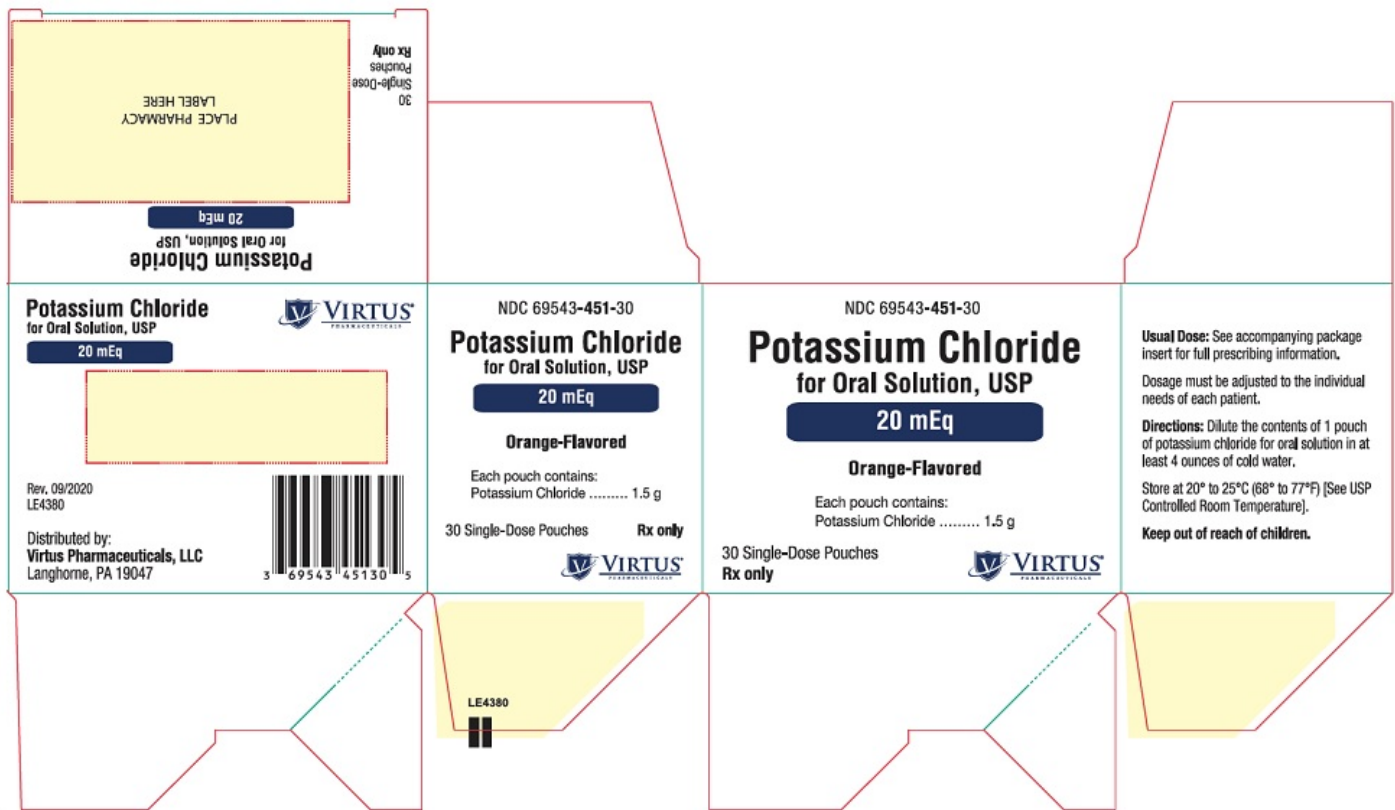 Potassium Chloride
for Oral Solution, USP
20 mEq
PLACE PHARMACY
LABEL HERE
30
Single-Dose
Pouches
Rx only
Potassium Chloride
for Oral Solution, USP
20 mEq
VIRTUS
PHARMACEUTICALS
Rev. 09/2020
LE4380
Distributed by:
Virtus Pharmaceuticals, LLC
Langhorne, PA 19047
3 69543 45130 5
NDC 69543-451-30
Potassium Chloride
for Oral Solution, USP
20 mEq
Orange-Flavored
Each pouch contains:
Potassium Chloride ......... 1.5 g
30 Single-Dose Pouches Rx only
VIRTUS
PHARMACEUTICALS
LE4380
NDC 69543-451-30
Potassium Chloride
for Oral Solution, USP
20 mEq
Orange-Flavored
Each pouch contains:
Potassium Chloride ......... 1.5 g
30 Single-Dose Pouches
Rx only
VIRTUS
PHARMACEUTICALS
Usual Dose: See accompanying package
insert for full prescribing information.
Dosage must be adjusted to the individual
needs of each patient.
Directions: Dilute the contents of 1 pouch
of potassium chloride for oral solution in at
least 4 ounces of cold water.
Store at 20° to 25°C (68° to 77°F) [See USP
Controlled Room Temperature].
Keep out of reach of children.